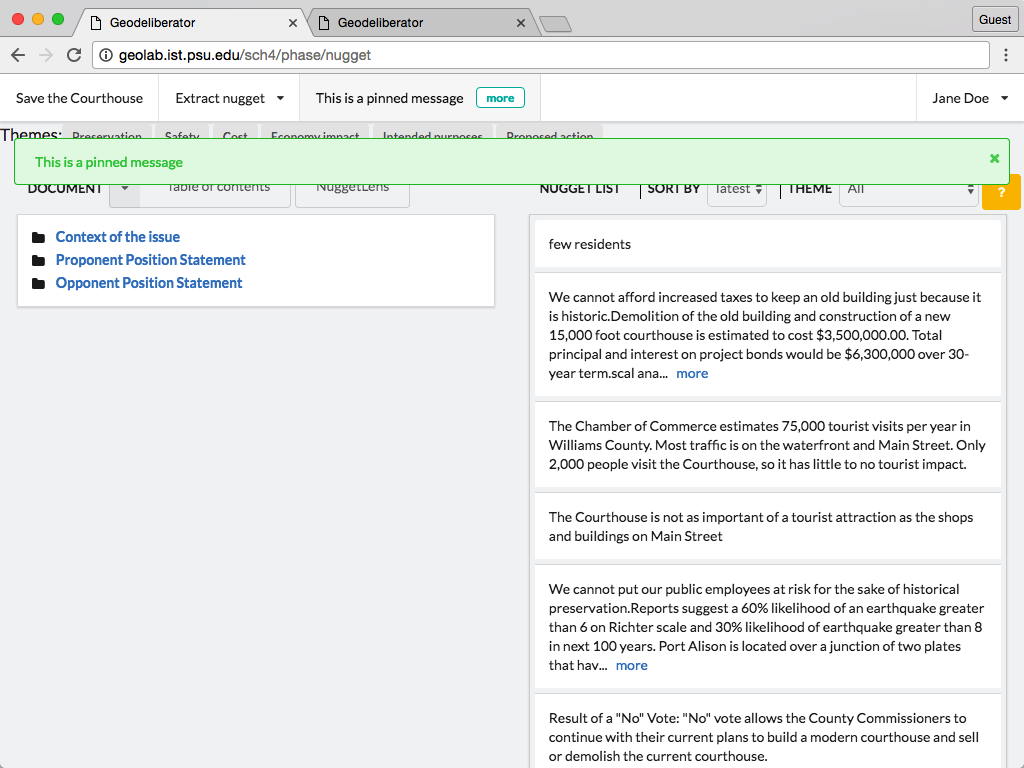 Geodeliberator
Geodeliberator
Guest
geolab.ist.psu.edu/sch4/phase/nugget
Save the Courthouse
Extract nugget
This is a pinned message
more
Jane Doe
Themes:
Preservation
Safety
Cost
Economy impact
Intended purposes
Proposed action
This is a pinned message
DOCUMENT
Table of contents
NuggetLens
NUGGET LIST
SORT BY
latest
THEME
All
?
Context of the issue
Proponent Position Statement
Opponent Position Statement
few residents
We cannot afford increased taxes to keep an old building just because it
is historic.Demolition of the old building and construction of a new
15,000 foot courthouse is estimated to cost $3,500,000.00. Total
principal and interest on project bonds would be $6,300,000 over 30-
year term.scal ana... more
The Chamber of Commerce estimates 75,000 tourist visits per year in
Williams County. Most traffic is on the waterfront and Main Street. Only
2,000 people visit the Courthouse, so it has little to no tourist impact.
The Courthouse is not as important of a tourist attraction as the shops
and buildings on Main Street
We cannot put our public employees at risk for the sake of historical
preservation.Reports suggest a 60% likelihood of an earthquake greater
than 6 on Richter scale and 30% likelihood of earthquake greater than 8
in next 100 years. Port Alison is located over a junction of two plates
that hav... more
Result of a "No" Vote: "No" vote allows the County Commissioners to
continue with their current plans to build a modern courthouse and sell
or demolish the current courthouse.